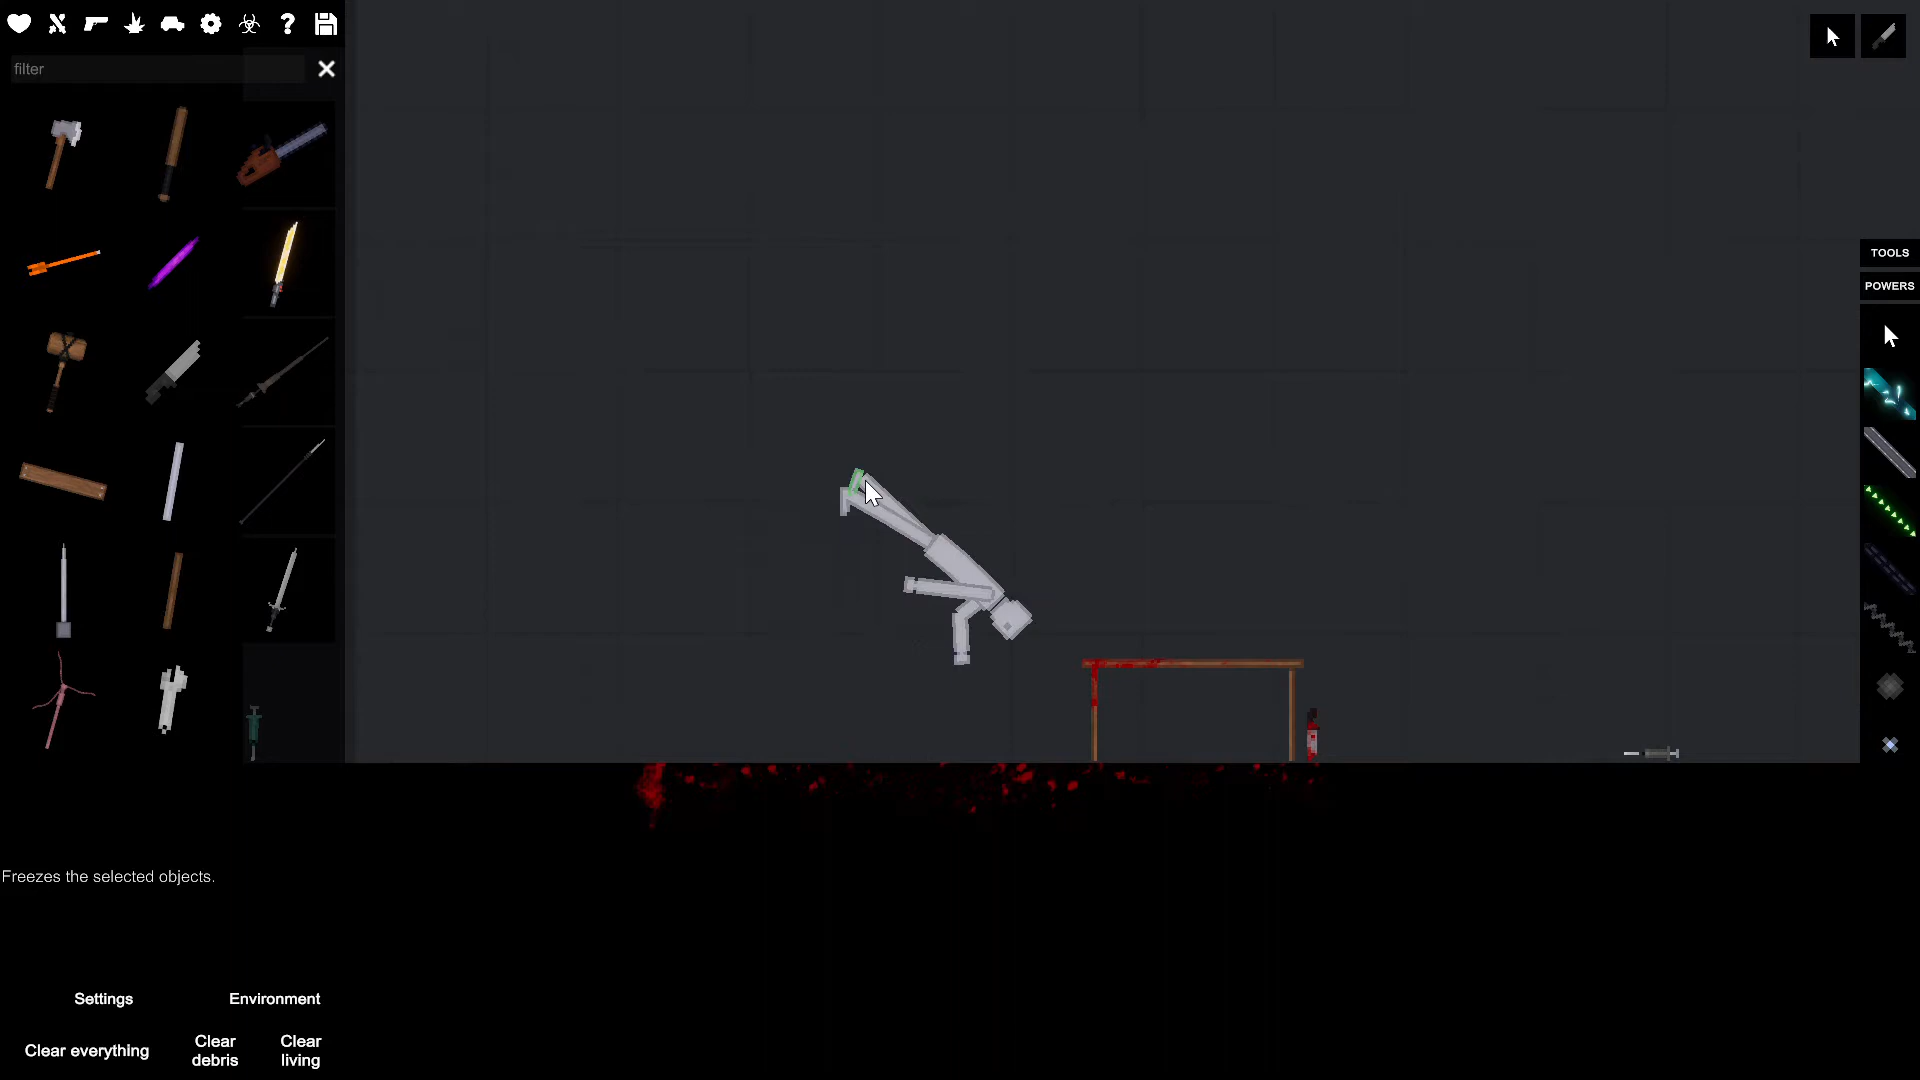 filter
TOOLS
POWERS
Freezes the selected objects.
Settings
Environment
Clear everything
Clear
debris
Clear
living